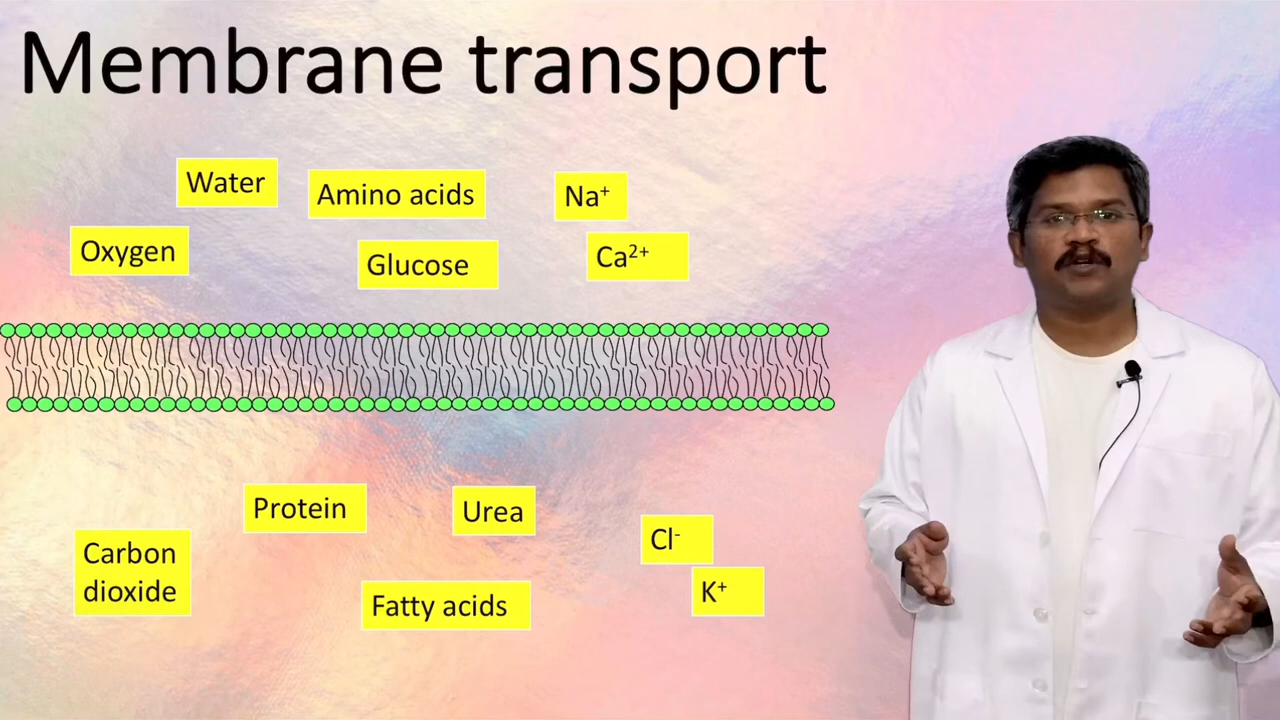 Membrane transport
Water
Amino acids
Na⁺
Oxygen
Glucose
Ca²⁺
Protein
Urea
Cl⁻
Carbon
dioxide
K⁺
Fatty acids